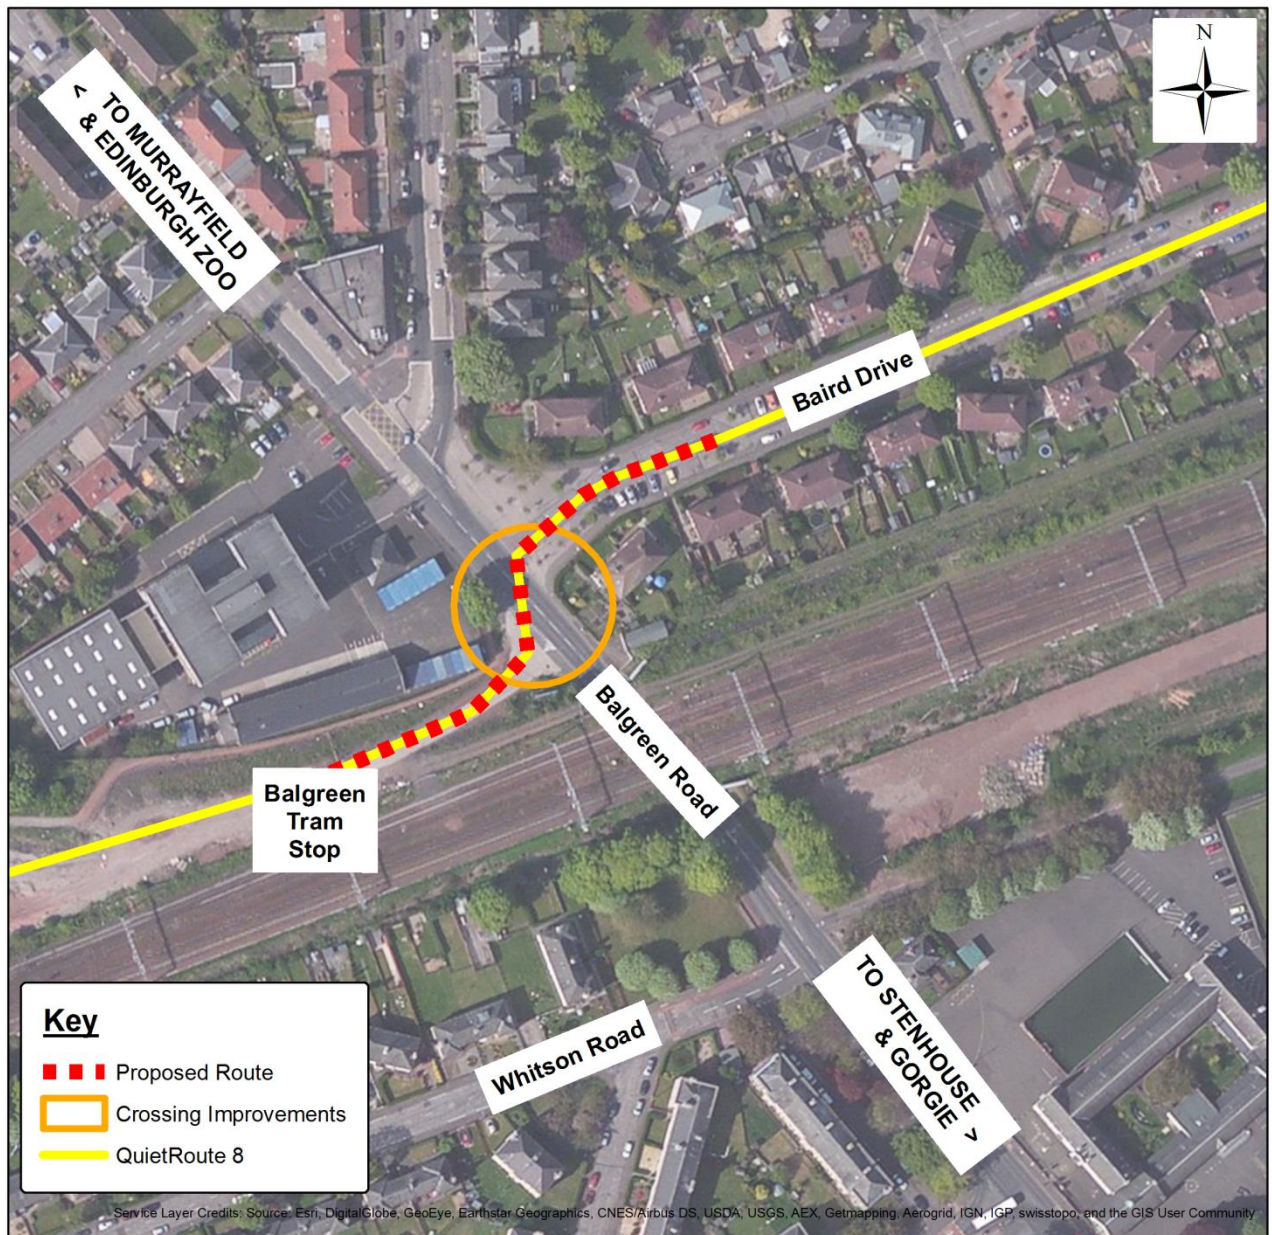 N
< TO MURRAYFIELD
& EDINBURGH ZOO
Baird Drive
Balgreen Road
Balgreen
Tram
Stop
TO STENHOUSE
& GORGIE >
Whitson Road
Key
Proposed Route
Crossing Improvements
QuietRoute 8
Service Layer Credits: Source: Esri, DigitalGlobe, GeoEye, Earthstar Geographics, CNES/Airbus DS, USDA, USGS, AEX, Getmapping, Aerogrid, IGN, IGP, swisstopo, and the GIS User Community